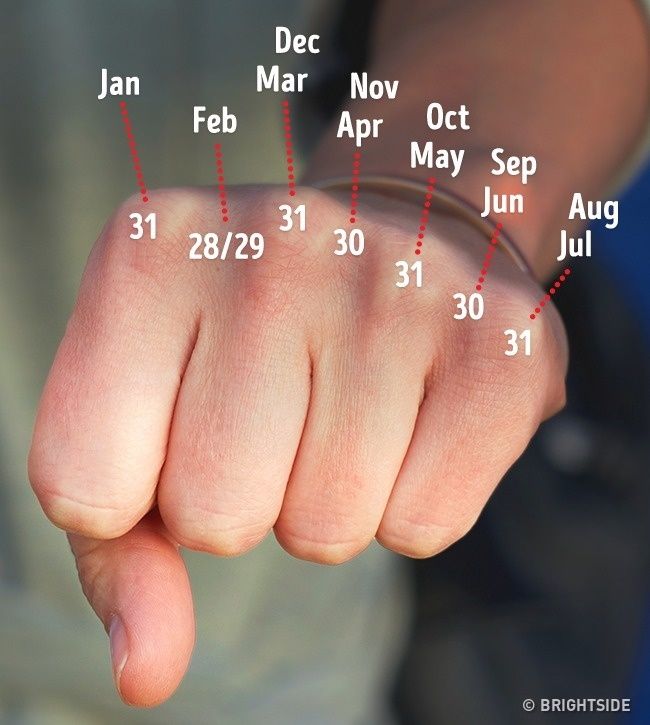 Jan
Feb
Dec
Mar
Nov
Apr
Oct
May
Sep
Jun
Aug
Jul
31
28/29
31
30
31
30
31
© BRIGHTSIDE